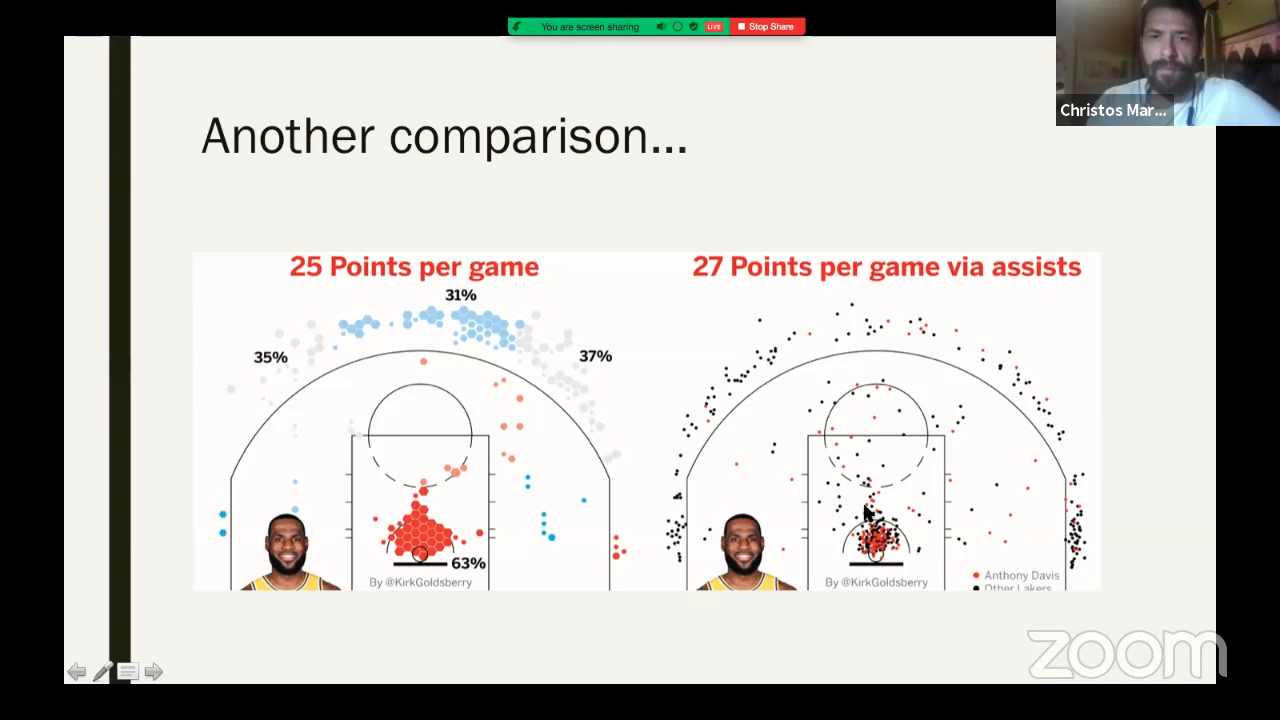 You are screen sharing
LIVE
Stop Share
Christos Mar...
Another comparison...
25 Points per game
31%
35%
37%
63%
By @KirkGoldsberry
27 Points per game via assists
By @KirkGoldsberry
Anthony Davis
Other Lakers
zoom